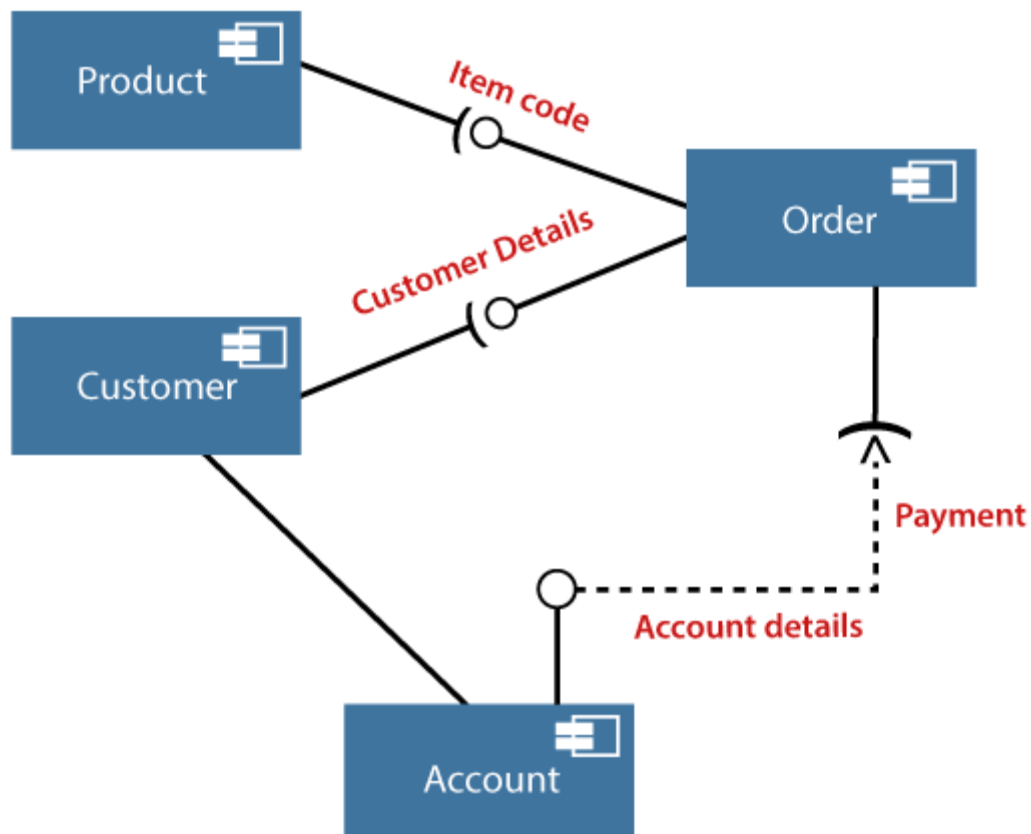 Product
Item code
Order
Customer Details
Customer
Payment
Account details
Account